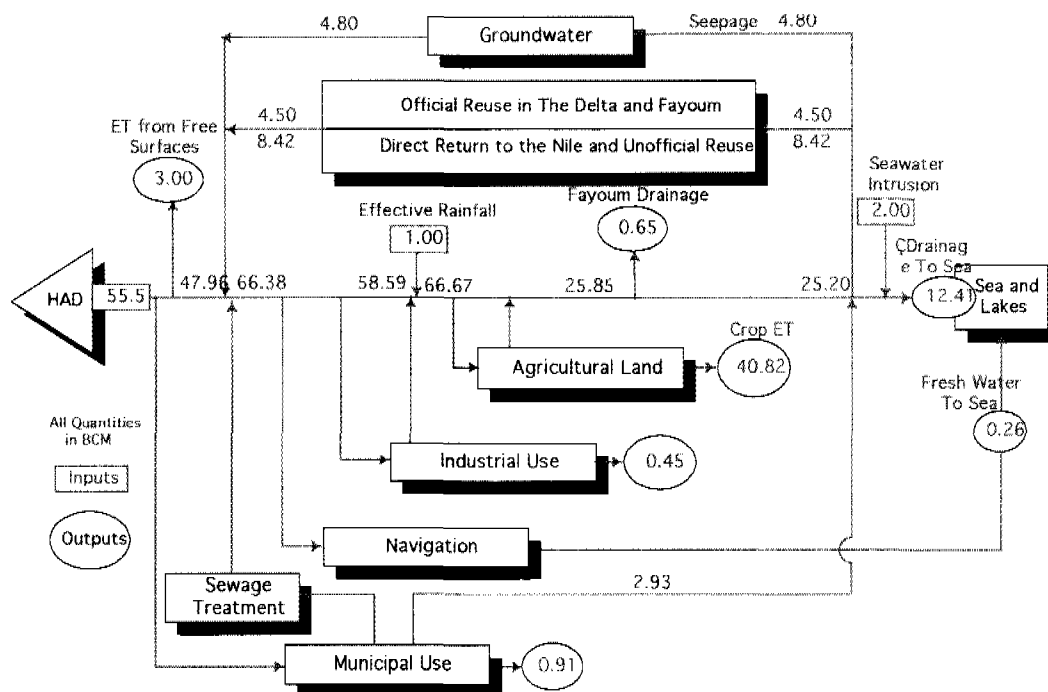 4.80
Groundwater
Seepage 4.80
Official Reuse in The Delta and Fayoum
4.50
4.50
8.42
8.42
Direct Return to the Nile and Unofficial Reuse
ET from Free
Surfaces
3.00
Effective Rainfall
1.00
Fayoum Drainage
0.65
Seawater
Intrusion
2.00
ÇDrainag
e To Sea
12.41
Sea and
Lakes
HAD
55.5
47.96 66.38
58.59 66.67
25.85
25.20
Agricultural Land
Crop ET
40.82
Fresh Water
To Sea
0.26
All Quantities
in BCM
Inputs
Outputs
Industrial Use
0.45
Navigation
Sewage
Treatment
2.93
Municipal Use
0.91